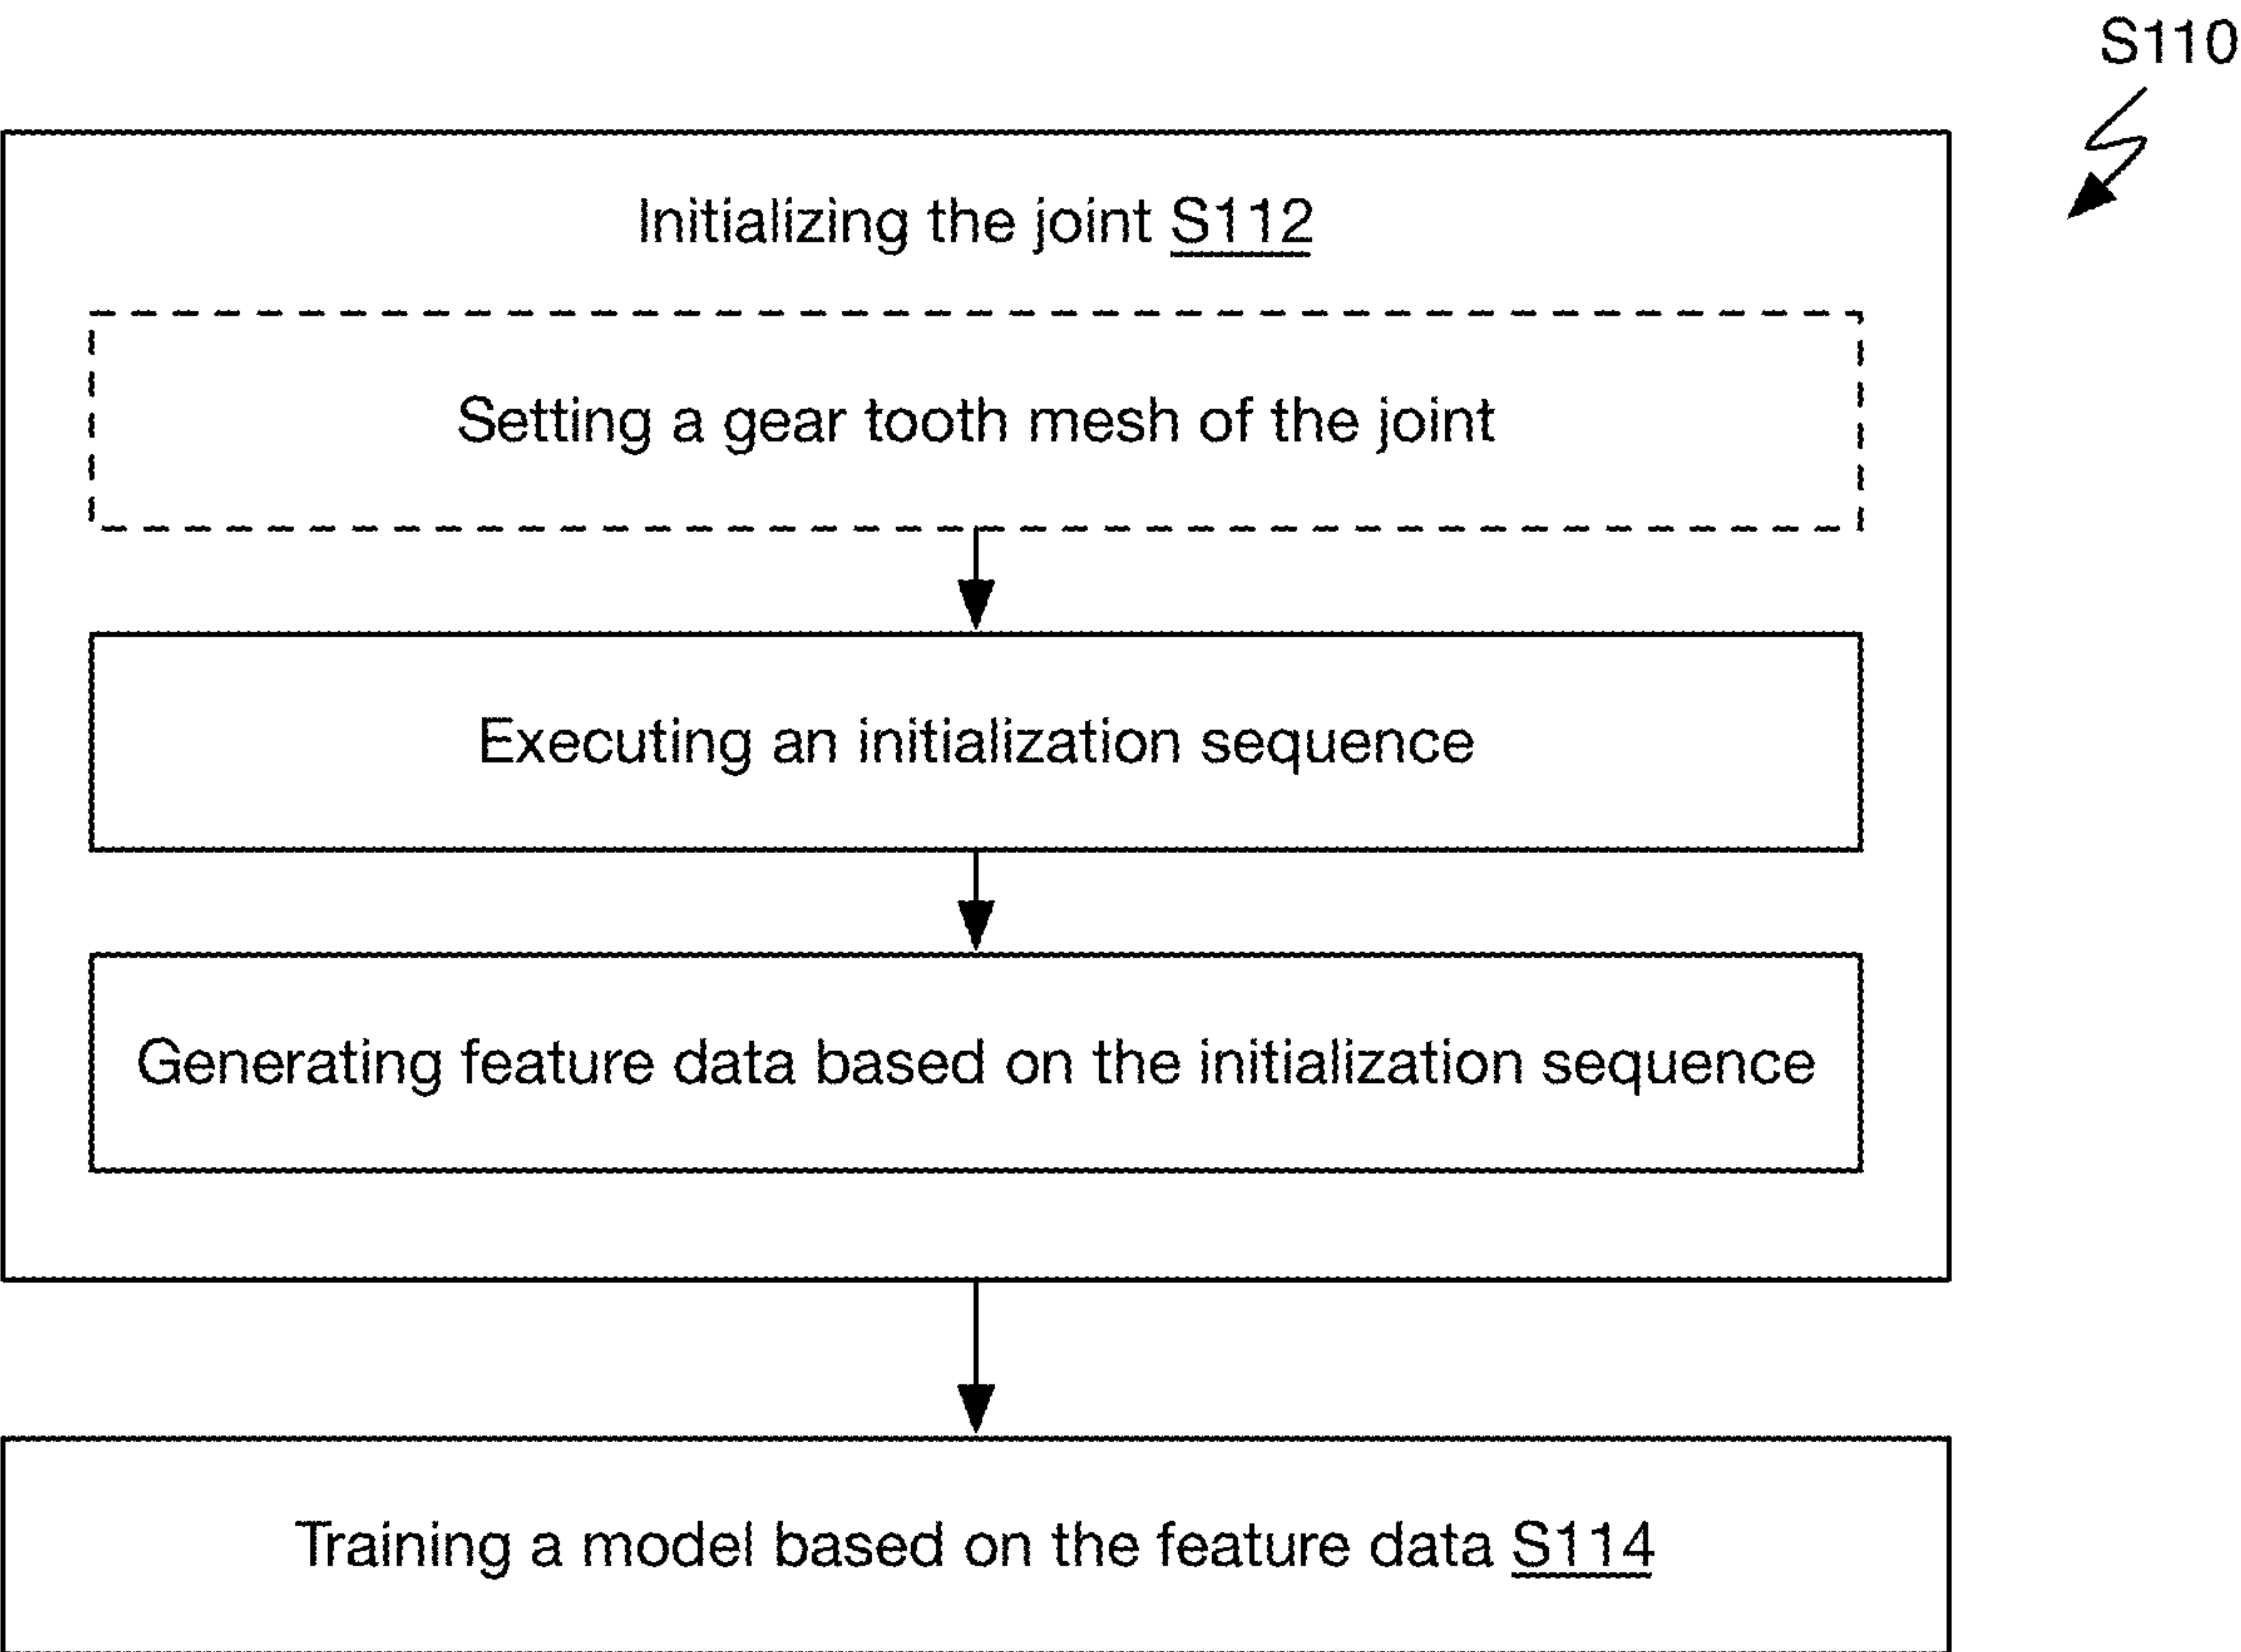 S110
Initializing the joint S112
Setting a gear tooth mesh of the joint
Executing an initialization sequence
Generating feature data based on the initialization sequence
Training a model based on the feature data S114